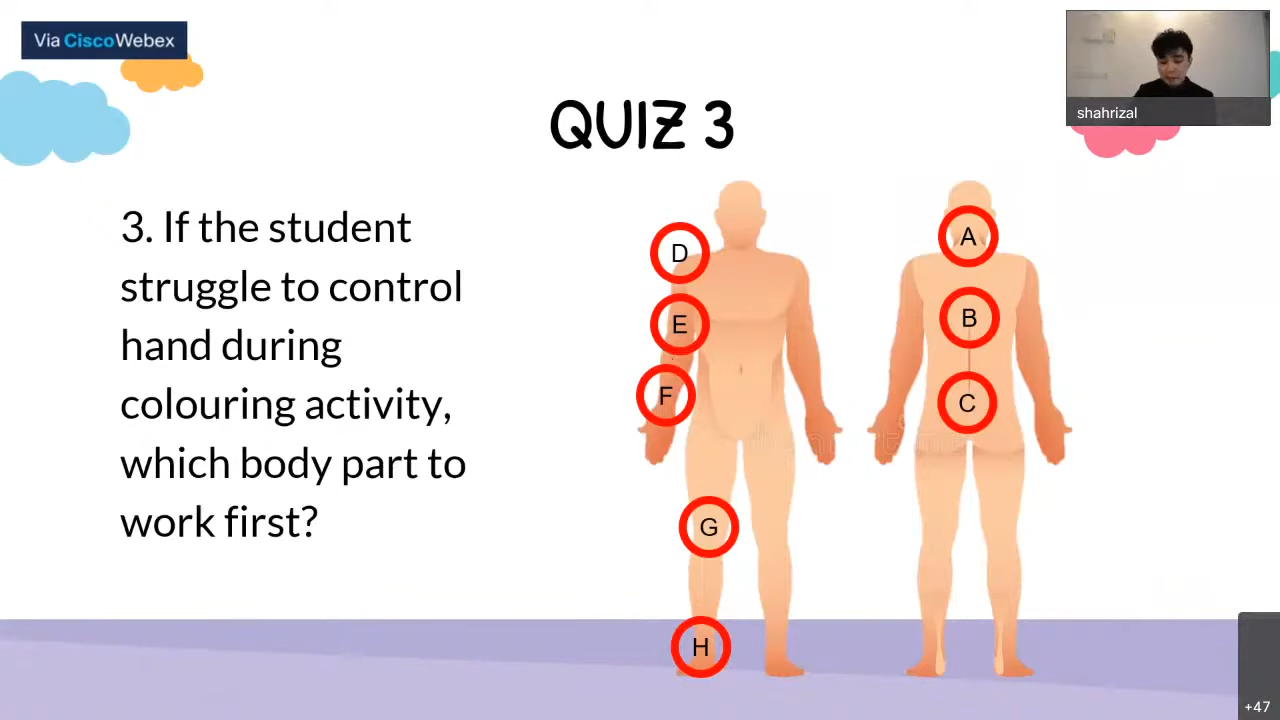 Via CiscoWebex
shahrizal
QUIZ 3
3. If the student
struggle to control
hand during
colouring activity,
which body part to
work first?
D
E
F
G
H
A
B
C
+47